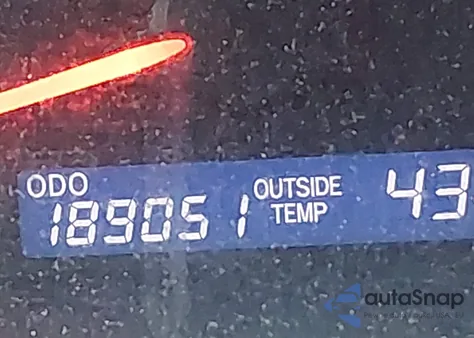 ODO
189051
OUTSIDE
TEMP
43
autoSnap